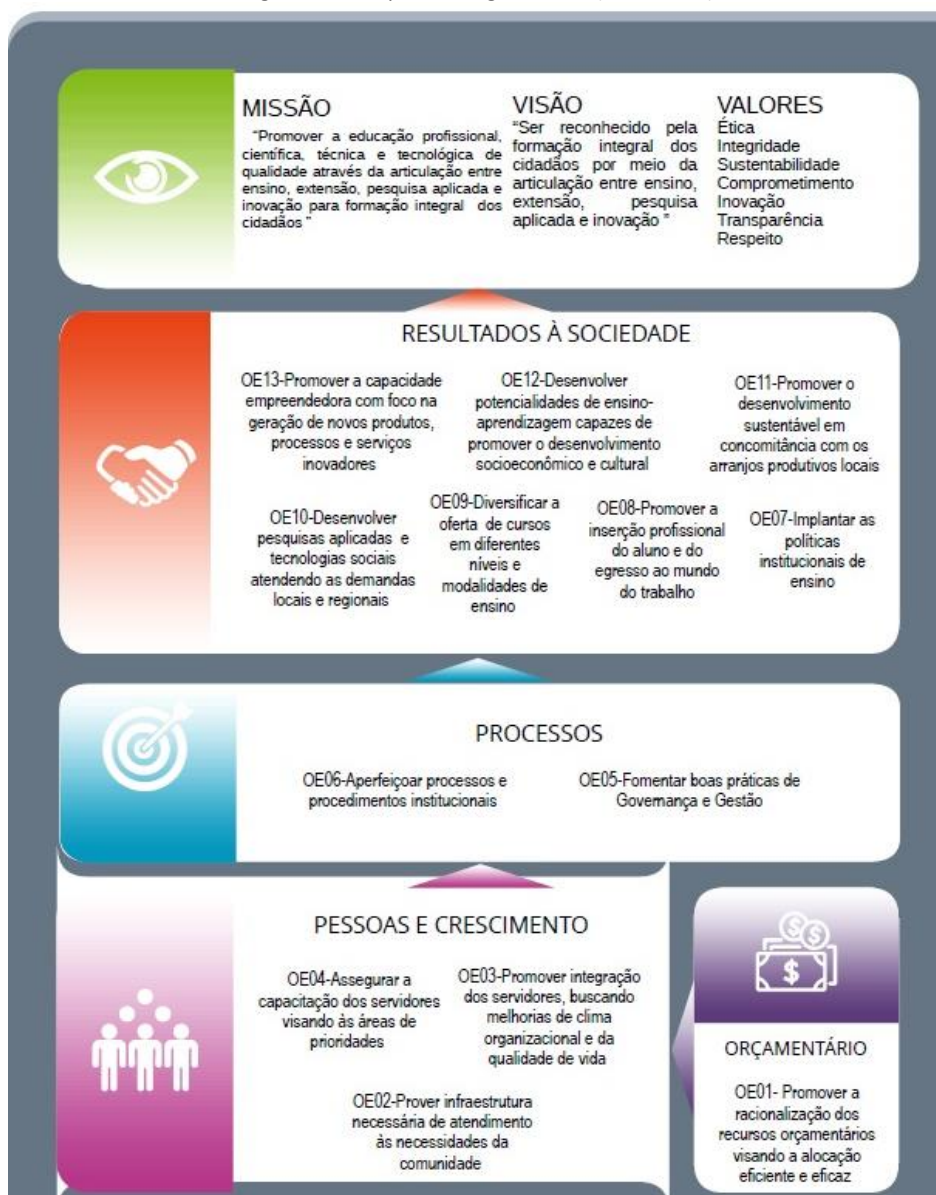 MISSÃO
"Promover a educação profissional,
científica, técnica e tecnológica de
qualidade através da articulação entre
ensino, extensão, pesquisa aplicada e
inovação para formação integral dos
cidadãos "
VISÃO
"Ser reconhecido pela
formação integral dos
cidadãos por meio da
articulação entre ensino,
extensão, pesquisa
aplicada e inovação "
VALORES
Ética
Integridade
Sustentabilidade
Comprometimento
Inovação
Transparência
Respeito
RESULTADOS À SOCIEDADE
OE13-Promover a capacidade
empreendedora com foco na
geração de novos produtos,
processos e serviços
inovadores
OE12-Desenvolver
potencialidades de ensino-
aprendizagem capazes de
promover o desenvolvimento
socioeconômico e cultural
OE11-Promover o
desenvolvimento
sustentável em
concomitância com os
arranjos produtivos locais
OE10-Desenvolver
pesquisas aplicadas e
tecnologias sociais
atendendo as demandas
locais e regionais
OE09-Diversificar a
oferta de cursos
em diferentes
níveis e
modalidades de
ensino
OE08-Promover a
inserção profissional
do aluno e do
egresso ao mundo
do trabalho
OE07-Implantar as
políticas
institucionais de
ensino
PROCESSOS
OE06-Aperfeiçoar processos e
procedimentos institucionais
OE05-Fomentar boas práticas de
Governança e Gestão
PESSOAS E CRESCIMENTO
OE04-Assegurar a
capacitação dos servidores
visando às áreas de
prioridades
OE03-Promover integração
dos servidores, buscando
melhorias de clima
organizacional e da
qualidade de vida
OE02-Prover infraestrutura
necessária de atendimento
às necessidades da
comunidade
ORÇAMENTÁRIO
OE01- Promover a
racionalização dos
recursos orçamentários
visando a alocação
eficiente e eficaz